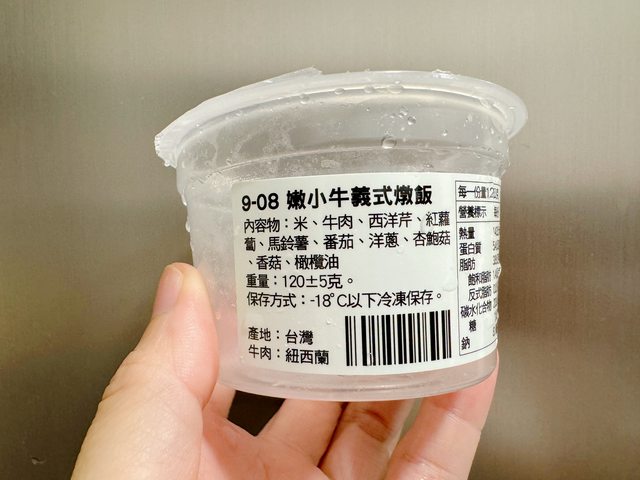 9-08 嫩小牛義式燉飯
內容物：米、牛肉、西洋芹、紅蘿
蔔、馬鈴薯、番茄、洋蔥、杏鮑菇
、香菇、橄欖油
重量：120±5克。
保存方式：-18°C以下冷凍保存。
產地：台灣
牛肉：紐西蘭
每一份量120
營養標示
熱量
蛋白質
脂肪
飽和脂肪
反式脂肪
碳水化合物
糖
鈉